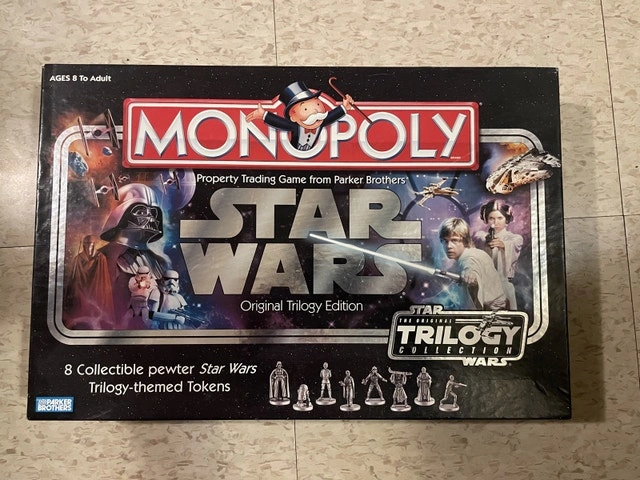 AGES 8 To Adult
MONOPOLY
Property Trading Game from Parker Brothers
STAR
WARS
Original Trilogy Edition
STAR
THE ORIGINAL
TRILOGY
COLLECTION
WARS
8 Collectible pewter Star Wars
Trilogy-themed Tokens
PARKER
BROTHERS